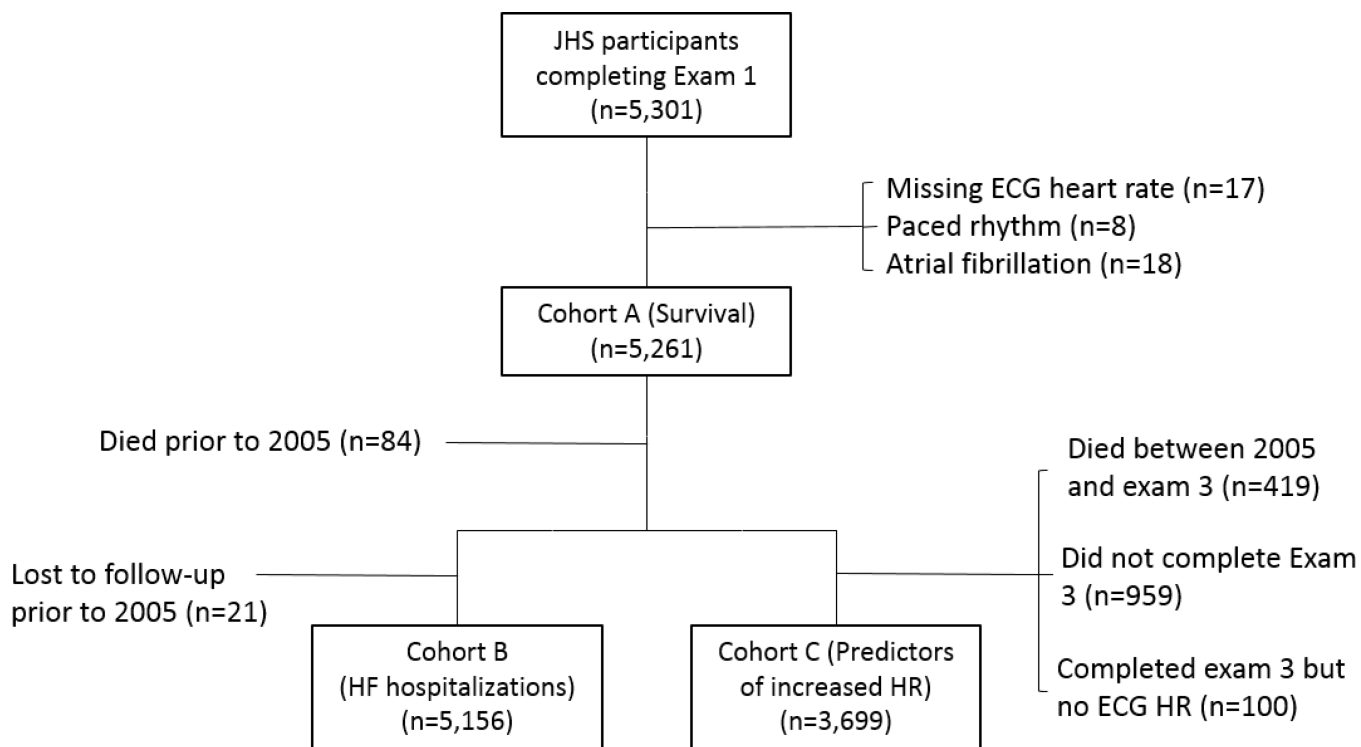 JHS participants
completing Exam 1
(n=5,301)
Missing ECG heart rate (n=17)
Paced rhythm (n=8)
Atrial fibrillation (n=18)
Cohort A (Survival)
(n=5,261)
Died prior to 2005 (n=84)
Died between 2005
and exam 3 (n=419)
Did not complete Exam
3 (n=959)
Completed exam 3 but
no ECG HR (n=100)
Lost to follow-up
prior to 2005 (n=21)
Cohort B
(HF hospitalizations)
(n=5,156)
Cohort C (Predictors
of increased HR)
(n=3,699)